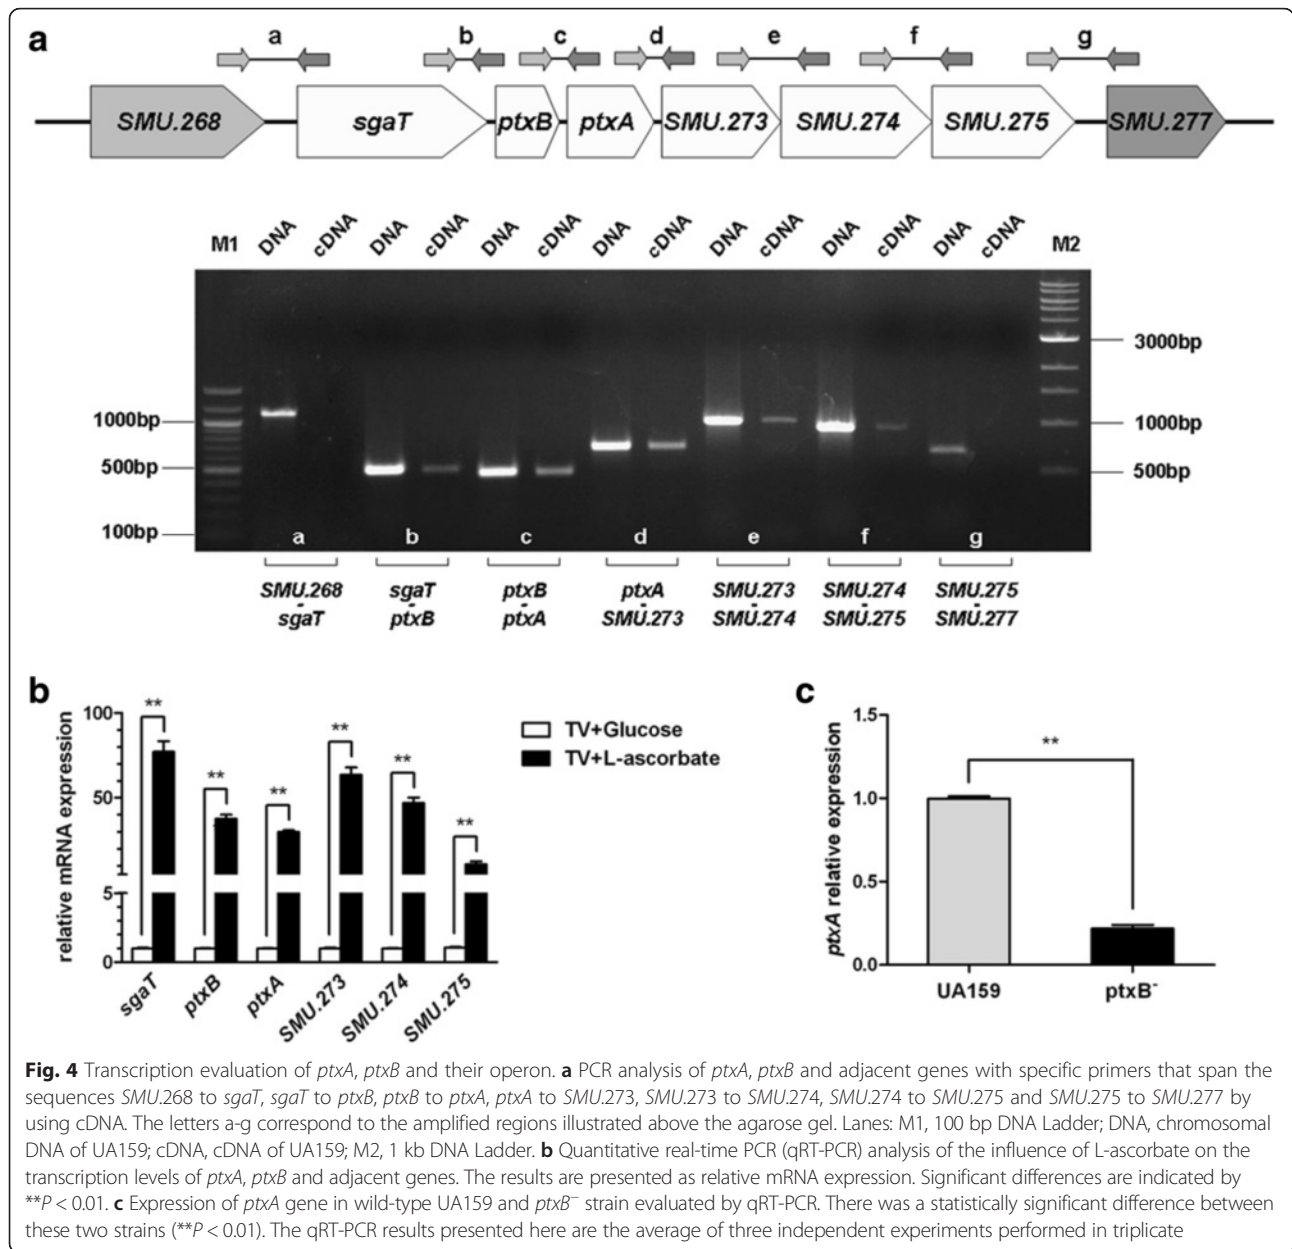 a
a b c d e f g
SMU.268 sgaT ptxB ptxA SMU.273 SMU.274 SMU.275 SMU.277
M1 DNA cDNA DNA cDNA DNA cDNA DNA cDNA DNA cDNA DNA cDNA DNA cDNA M2
3000bp
1000bp 1000bp
500bp 500bp
100bp
a b c d e f g
SMU.268 sgaT ptxB ptxA SMU.273 SMU.274 SMU.275
- - - - - - -
sgaT ptxB ptxA SMU.273 SMU.274 SMU.275 SMU.277
b
relative mRNA expression
100
50
5
0
** ** ** ** ** **
TV+Glucose
TV+L-ascorbate
sgaT ptxB ptxA SMU.273 SMU.274 SMU.275
c
ptxA relative expression
1.5
1.0
0.5
0.0
**
UA159 ptxB⁻
Fig. 4 Transcription evaluation of ptxA, ptxB and their operon. a PCR analysis of ptxA, ptxB and adjacent genes with specific primers that span the
sequences SMU.268 to sgaT, sgaT to ptxB, ptxB to ptxA, ptxA to SMU.273, SMU.273 to SMU.274, SMU.274 to SMU.275 and SMU.275 to SMU.277 by
using cDNA. The letters a-g correspond to the amplified regions illustrated above the agarose gel. Lanes: M1, 100 bp DNA Ladder; DNA, chromosomal
DNA of UA159; cDNA, cDNA of UA159; M2, 1 kb DNA Ladder. b Quantitative real-time PCR (qRT-PCR) analysis of the influence of L-ascorbate on the
transcription levels of ptxA, ptxB and adjacent genes. The results are presented as relative mRNA expression. Significant differences are indicated by
**P < 0.01. c Expression of ptxA gene in wild-type UA159 and ptxB⁻ strain evaluated by qRT-PCR. There was a statistically significant difference between
these two strains (**P < 0.01). The qRT-PCR results presented here are the average of three independent experiments performed in triplicate